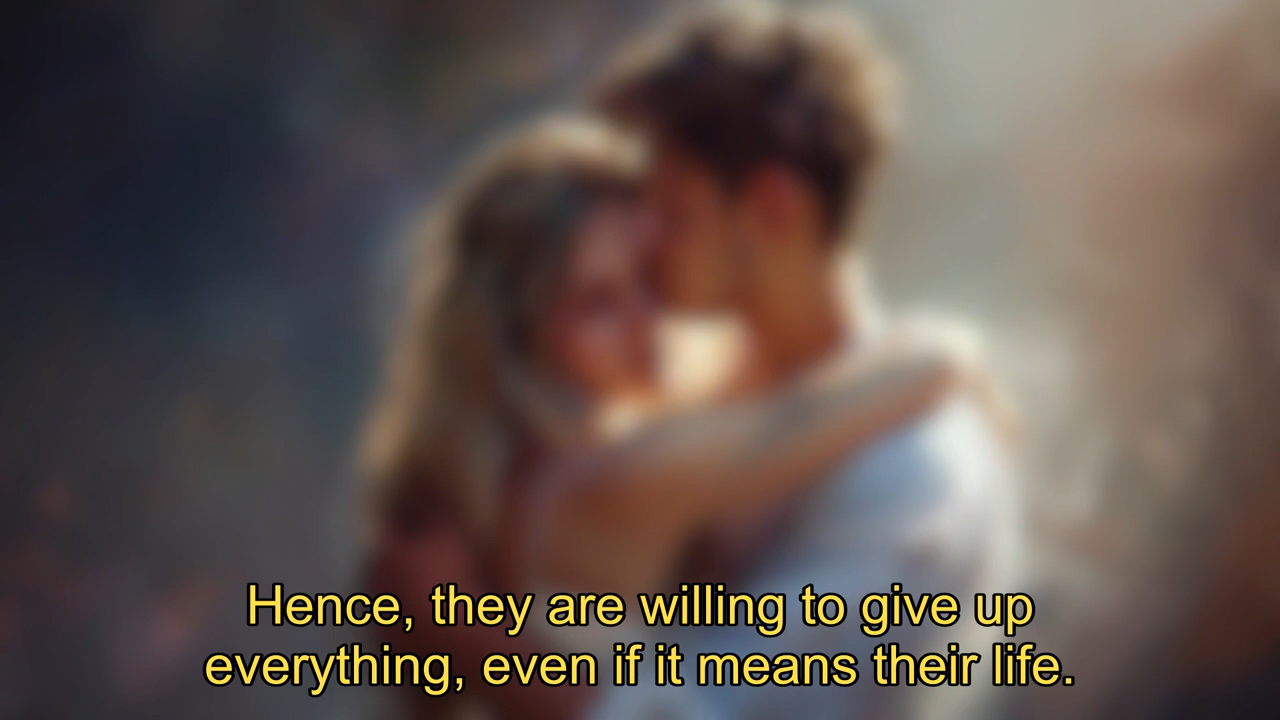 Hence, they are willing to give up
everything, even if it means their life.